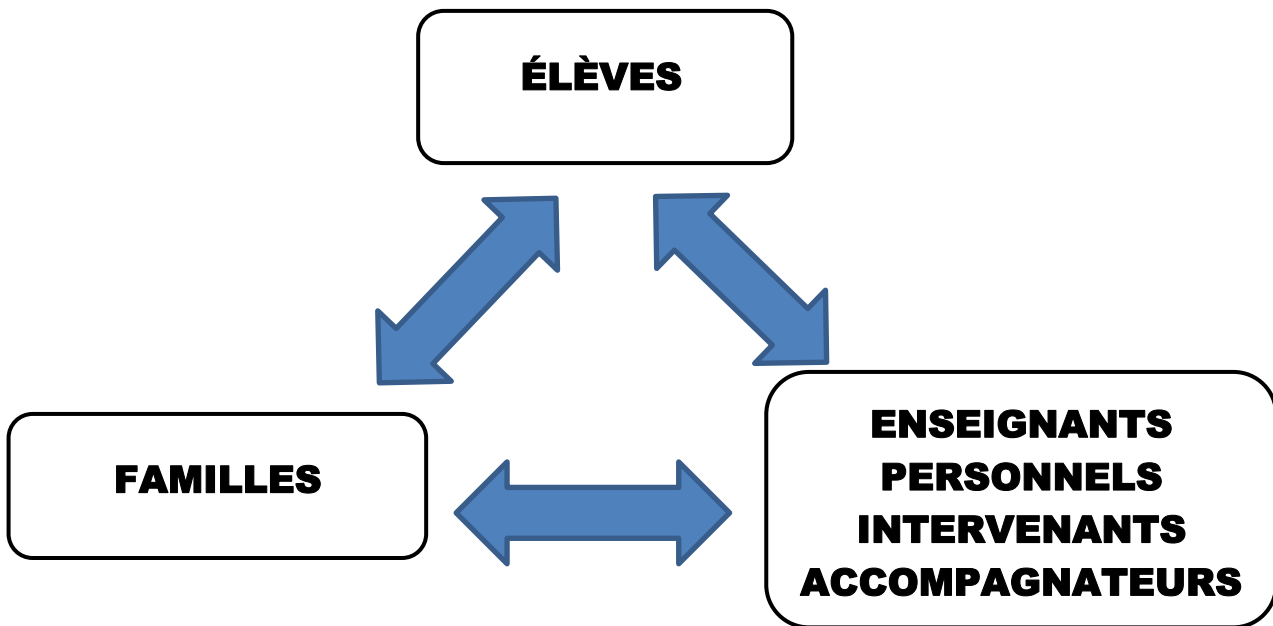 ÉLÈVES
FAMILLES
ENSEIGNANTS
PERSONNELS
INTERVENANTS
ACCOMPAGNATEURS